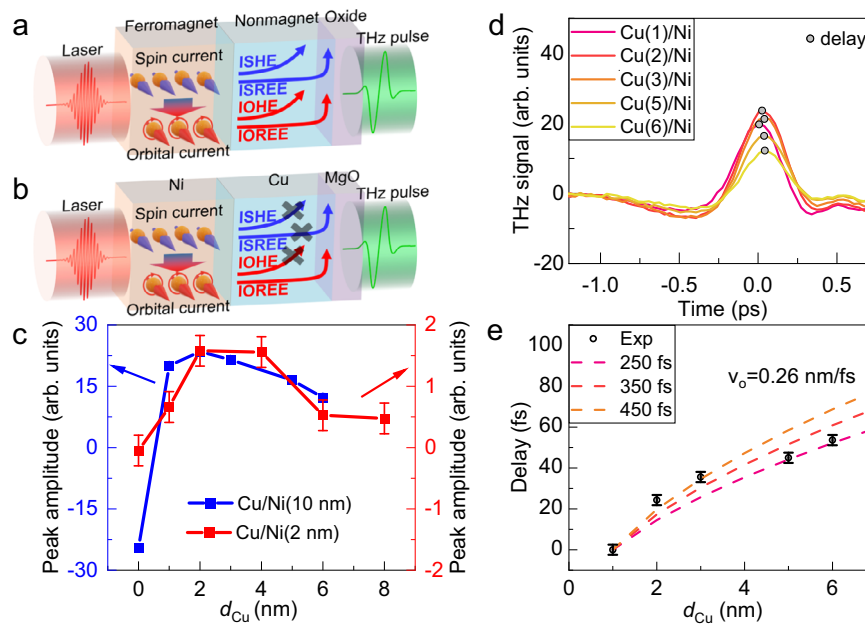 a
Ferromagnet Nonmagnet Oxide
Laser
THz pulse
Spin current
ISHE
ISREE
IOHE
IOREE
Orbital current
b
Ni Cu MgO
Laser
THz pulse
Spin current
ISHE
ISREE
IOHE
IOREE
Orbital current
c
Peak amplitude (arb. units)
30
15
0
-15
-30
Cu/Ni(10 nm)
Cu/Ni(2 nm)
2
1
0
-1
-2
Peak amplitude (arb. units)
0 2 4 6 8
dCu (nm)
d
THz signal (arb. units)
40
20
0
-20
Cu(1)/Ni
Cu(2)/Ni
Cu(3)/Ni
Cu(5)/Ni
Cu(6)/Ni
delay
-1.0 -0.5 0.0 0.5
Time (ps)
e
Delay (fs)
100
80
60
40
20
0
Exp
250 fs
350 fs
450 fs
vo=0.26 nm/fs
0 1 2 3 4 5 6
dCu (nm)